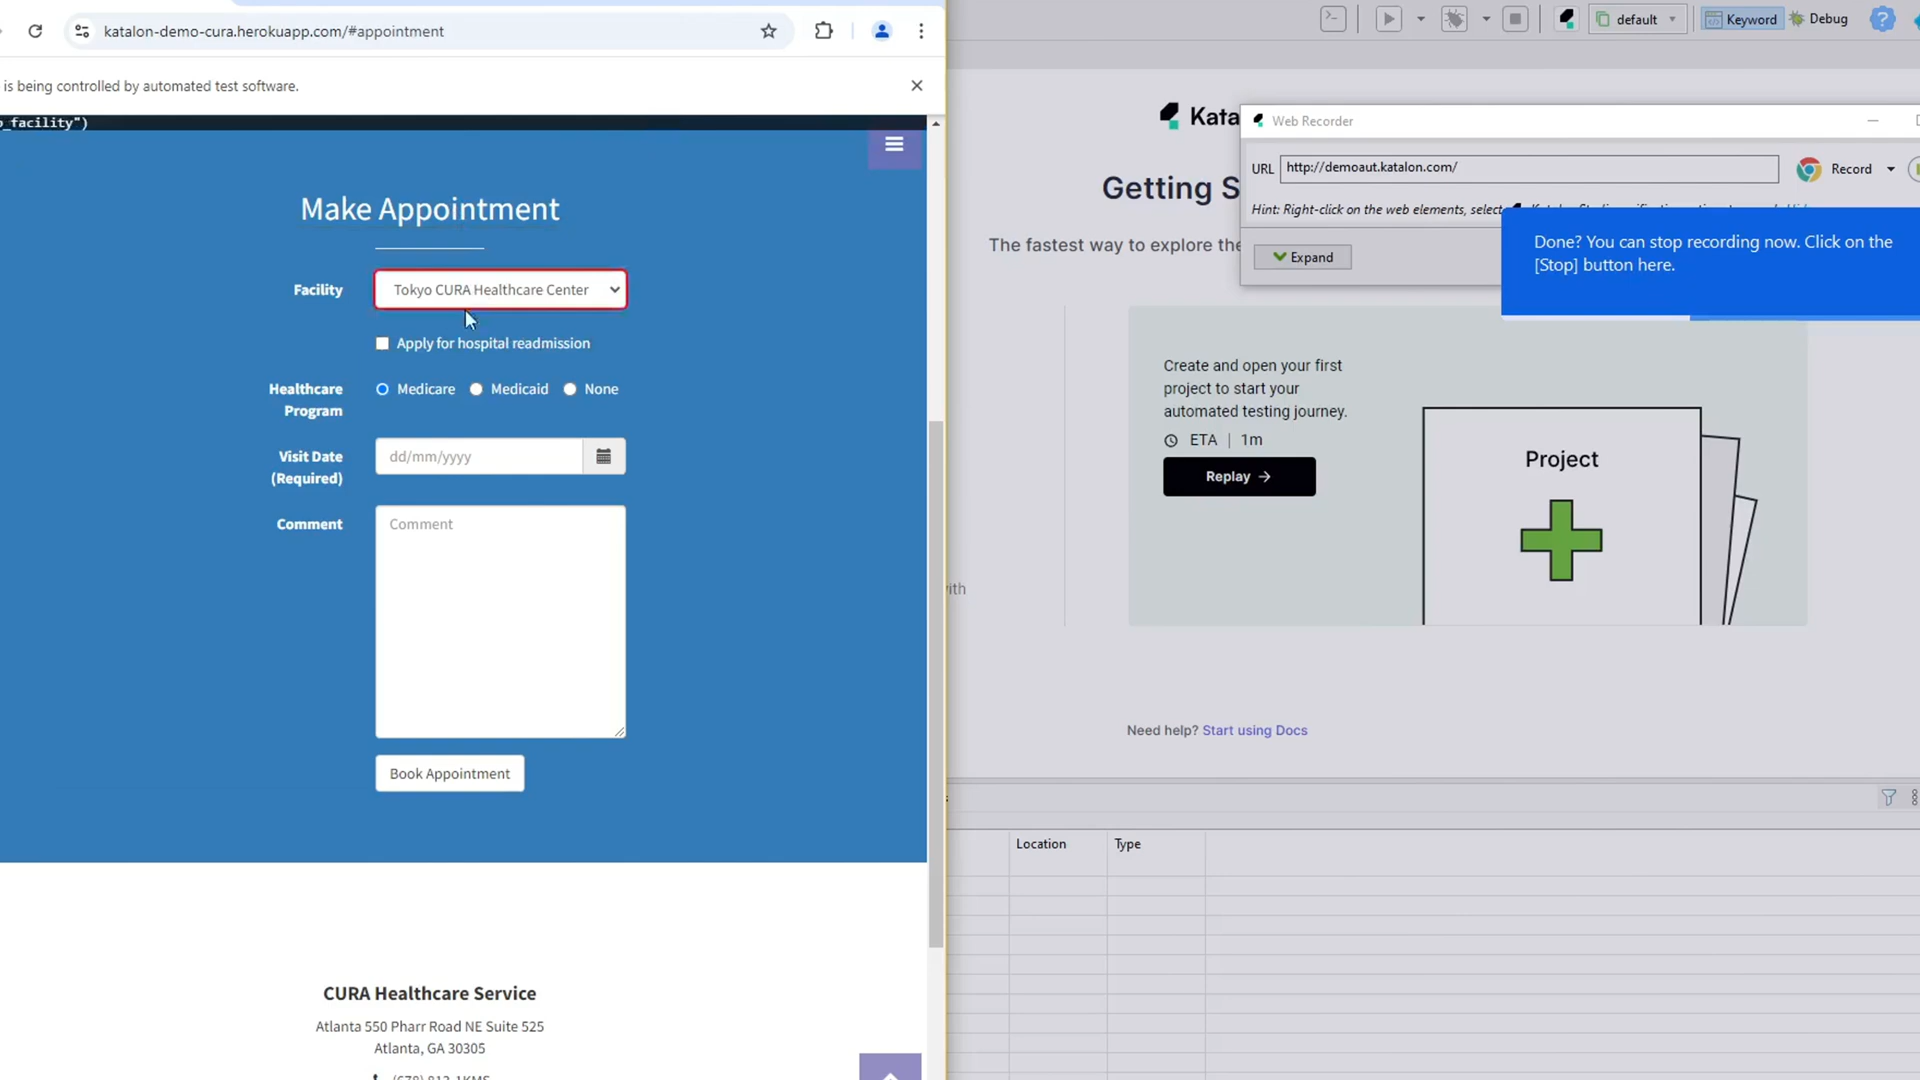 katalon-demo-cura.herokuapp.com/#appointment
is being controlled by automated test software.
_facility")
Make Appointment
Facility
Tokyo CURA Healthcare Center
Apply for hospital readmission
Healthcare
Program
Medicare
Medicaid
None
Visit Date
(Required)
dd/mm/yyyy
Comment
Comment
Book Appointment
CURA Healthcare Service
Atlanta 550 Pharr Road NE Suite 525
Atlanta, GA 30305
default
Keyword
Debug
Kata
Getting S
The fastest way to explore the
Web Recorder
URL
http://demoaut.katalon.com/
Record
Hint: Right-click on the web elements, select
Expand
Done? You can stop recording now. Click on the
[Stop] button here.
Create and open your first
project to start your
automated testing journey.
ETA | 1m
Replay →
Project
ith
Need help? Start using Docs
Location
Type